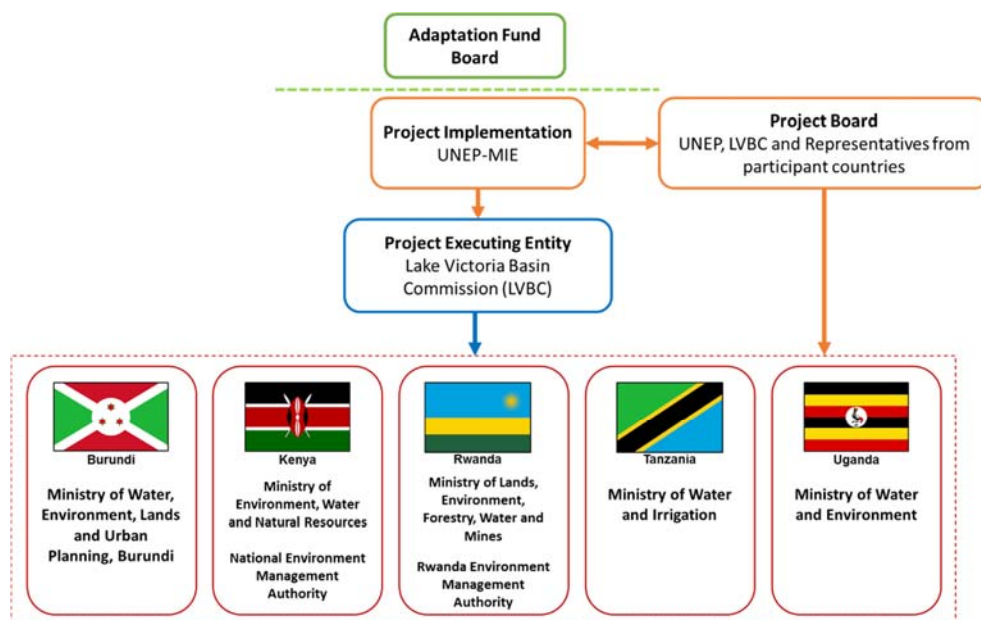 Adaptation Fund
Board
Project Implementation
UNEP-MIE
Project Board
UNEP, LVBC and Representatives from
participant countries
Project Executing Entity
Lake Victoria Basin
Commission (LVBC)
Burundi
Ministry of Water,
Environment, Lands
and Urban
Planning, Burundi
Kenya
Ministry of
Environment, Water
and Natural Resources
National Environment
Management
Authority
Rwanda
Ministry of Lands,
Environment,
Forestry, Water and
Mines
Rwanda Environment
Management
Authority
Tanzania
Ministry of Water
and Irrigation
Uganda
Ministry of Water
and Environment